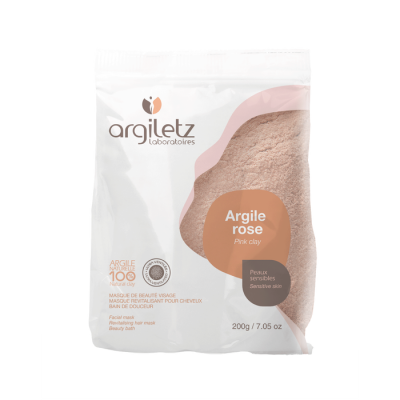 argiletz
Laboratoires
Argile
rose
Pink clay
Peaux
sensibles
Sensitive skin
ARGILE
100
MASQUE DE BEAUTÉ VISAGE
MASQUE REVITALISANT POUR CHEVEUX
BAIN DE DOUCEUR
Facial mask
Revitalising hair mask
Beauty bath
200g / 7.05 oz